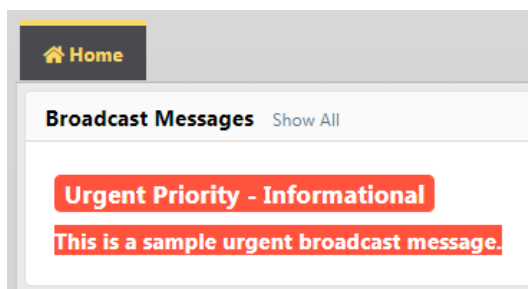 Home
Broadcast Messages Show All
Urgent Priority - Informational
This is a sample urgent broadcast message.